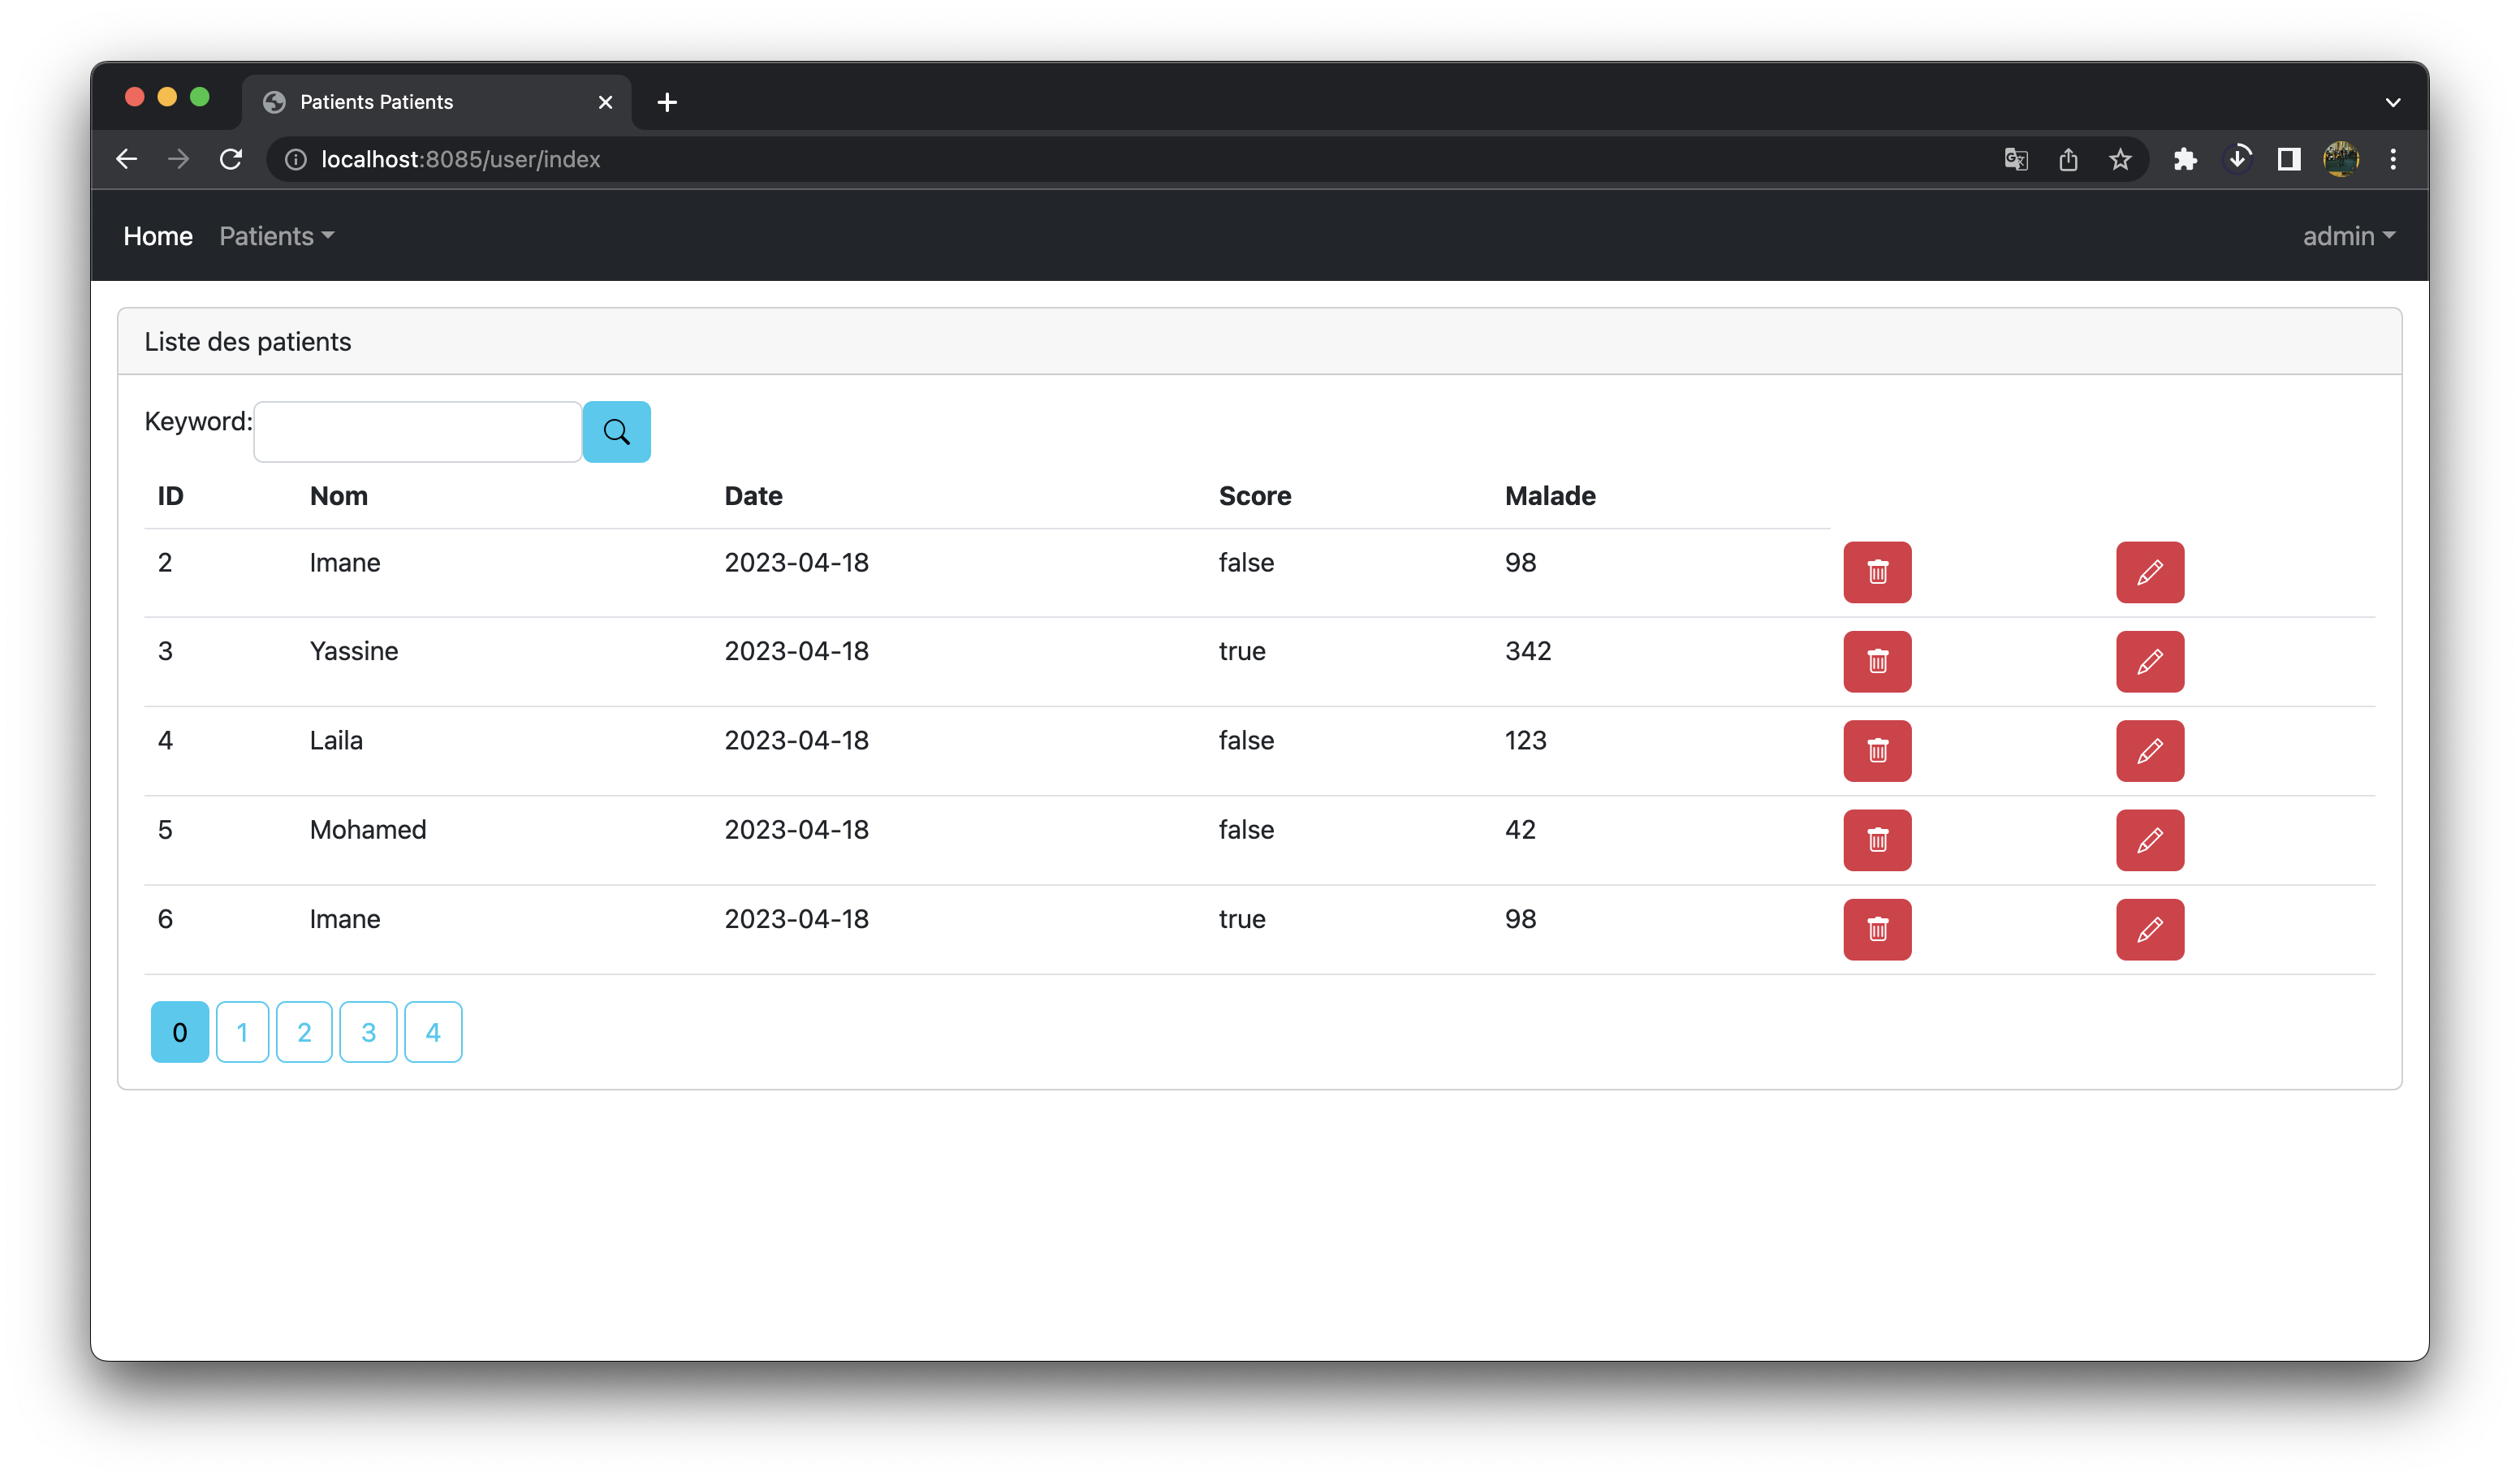 Patients Patients
localhost:8085/user/index
Home Patients admin
Liste des patients
Keyword:
ID Nom Date Score Malade
2 Imane 2023-04-18 false 98
3 Yassine 2023-04-18 true 342
4 Laila 2023-04-18 false 123
5 Mohamed 2023-04-18 false 42
6 Imane 2023-04-18 true 98
0 1 2 3 4